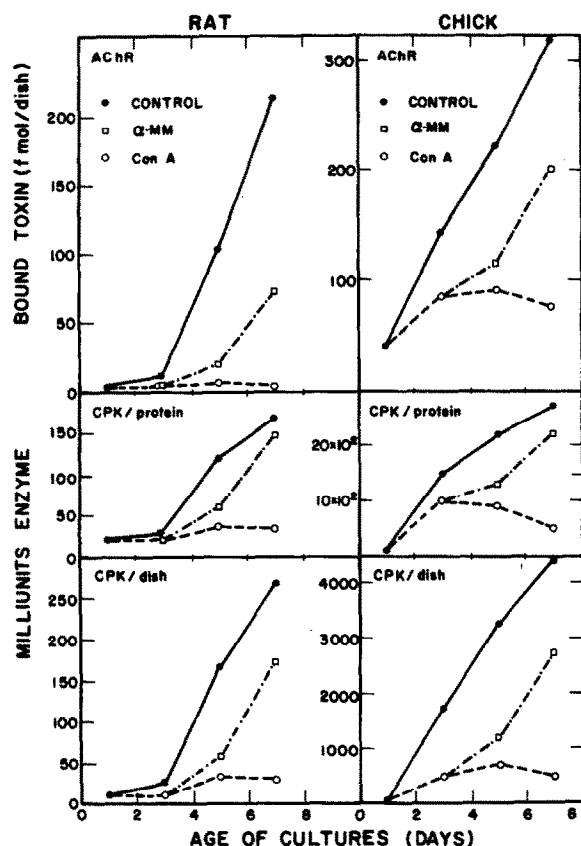 RAT
CHICK
BOUND TOXIN (f mol/dish)
AChR
CONTROL
α-MM
Con A
200
150
100
50
0
AChR
CONTROL
α-MM
Con A
300
200
100
0
MILLIUNITS ENZYME
CPK/protein
150
100
50
0
CPK/protein
20×10²
10×10²
0
CPK/dish
250
200
150
100
50
0
CPK/dish
4000
3000
2000
1000
0 2 4 6 0 2 4 6 8
AGE OF CULTURES (DAYS)